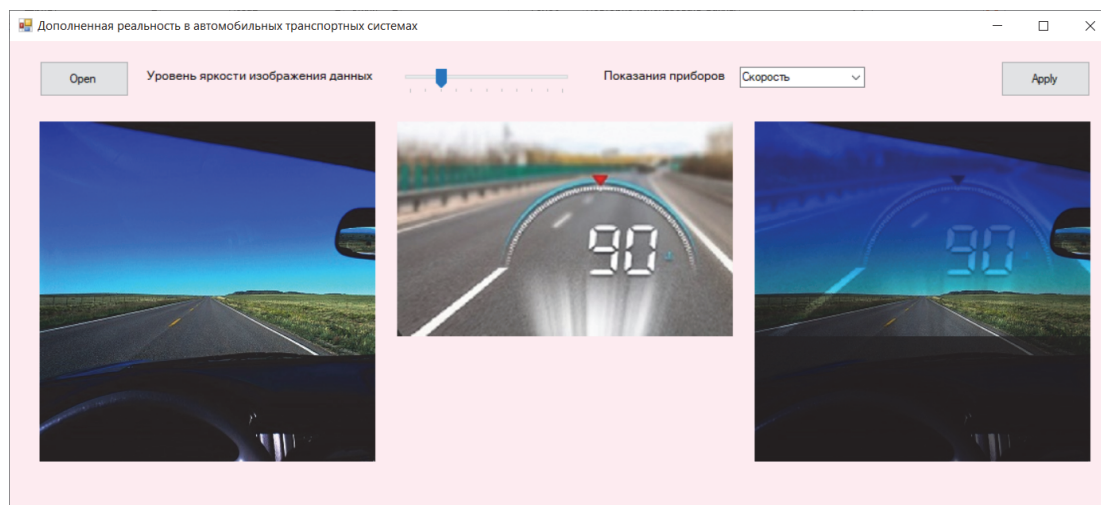 Дополненная реальность в автомобильных транспортных системах
Open
Уровень яркости изображения данных
Показания приборов
Скорость
Apply
90
90